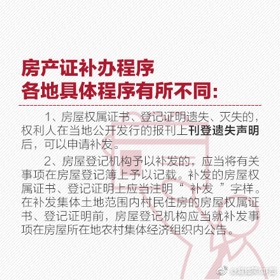 房产证补办程序
各地具体程序有所不同：
1、房屋权属证书、登记证明遗失、灭失的，
权利人在当地公开发行的报刊上刊登遗失声明
后，可以申请补发。
2、房屋登记机构予以补发的，应当将有关
事项在房屋登记簿上予以记载。补发的房屋权
属证书、登记证明上应当注明“补发”字样。
在补发集体土地范围内村民住房的房屋权属证
书、登记证明前，房屋登记机构应当就补发事
项在房屋所在地农村集体经济组织内公告。